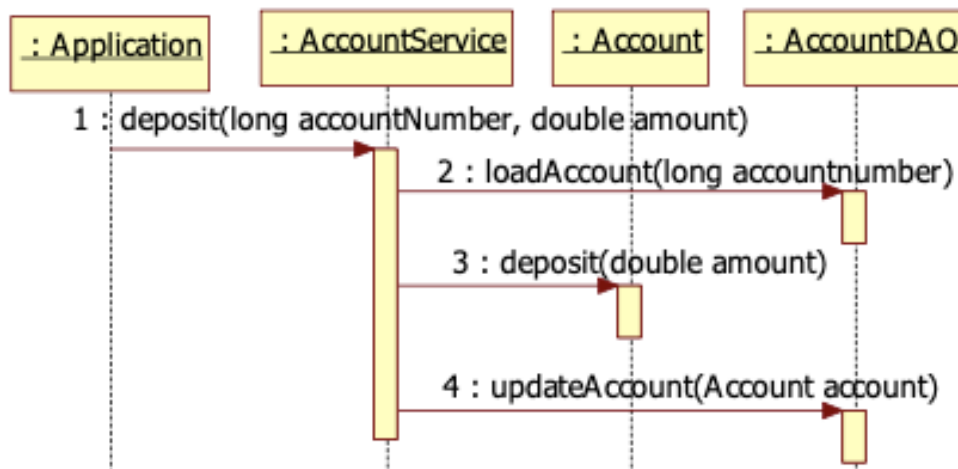 : Application
: AccountService
: Account
: AccountDAO
1 : deposit(long accountNumber, double amount)
2 : loadAccount(long accountnumber)
3 : deposit(double amount)
4 : updateAccount(Account account)